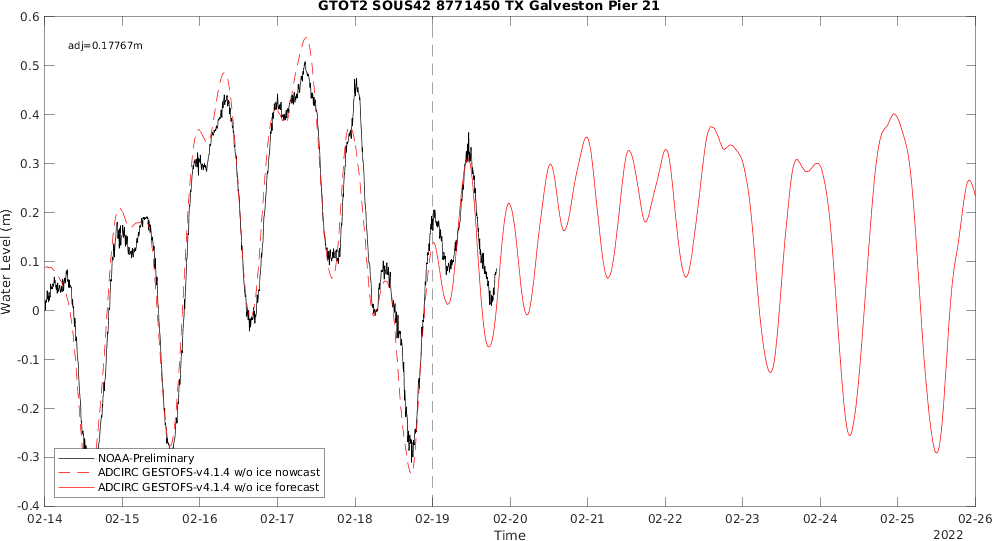 GTOT2 SOUS42 8771450 TX Galveston Pier 21
adj=0.17767m
Water Level (m)
0.6
0.5
0.4
0.3
0.2
0.1
0
-0.1
-0.2
-0.3
-0.4
NOAA-Preliminary
ADCIRC GESTOFS-v4.1.4 w/o ice nowcast
ADCIRC GESTOFS-v4.1.4 w/o ice forecast
02-14 02-15 02-16 02-17 02-18 02-19 02-20 02-21 02-22 02-23 02-24 02-25 02-26
Time
2022